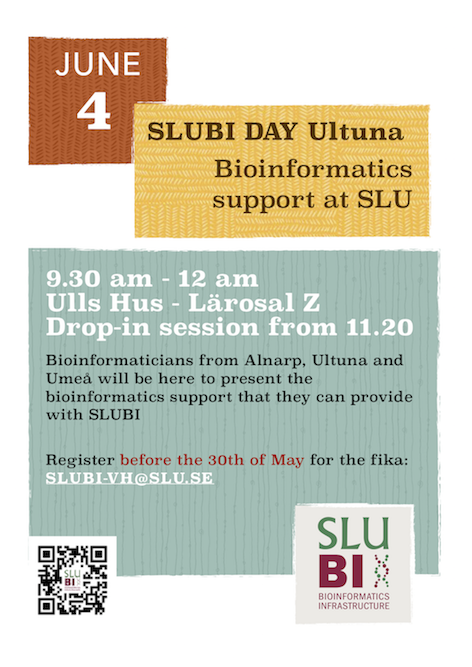 JUNE
4
SLUBI DAY Ultuna
Bioinformatics
support at SLU
9.30 am - 12 am
Ulls Hus - Lärosal Z
Drop-in session from 11.20
Bioinformaticians from Alnarp, Ultuna and
Umeå will be here to present the
bioinformatics support that they can provide
with SLUBI
Register before the 30th of May for the fika:
SLUBI-VH@SLU.SE
SLU
BI
SLU
BI
BIOINFORMATICS
INFRASTRUCTURE